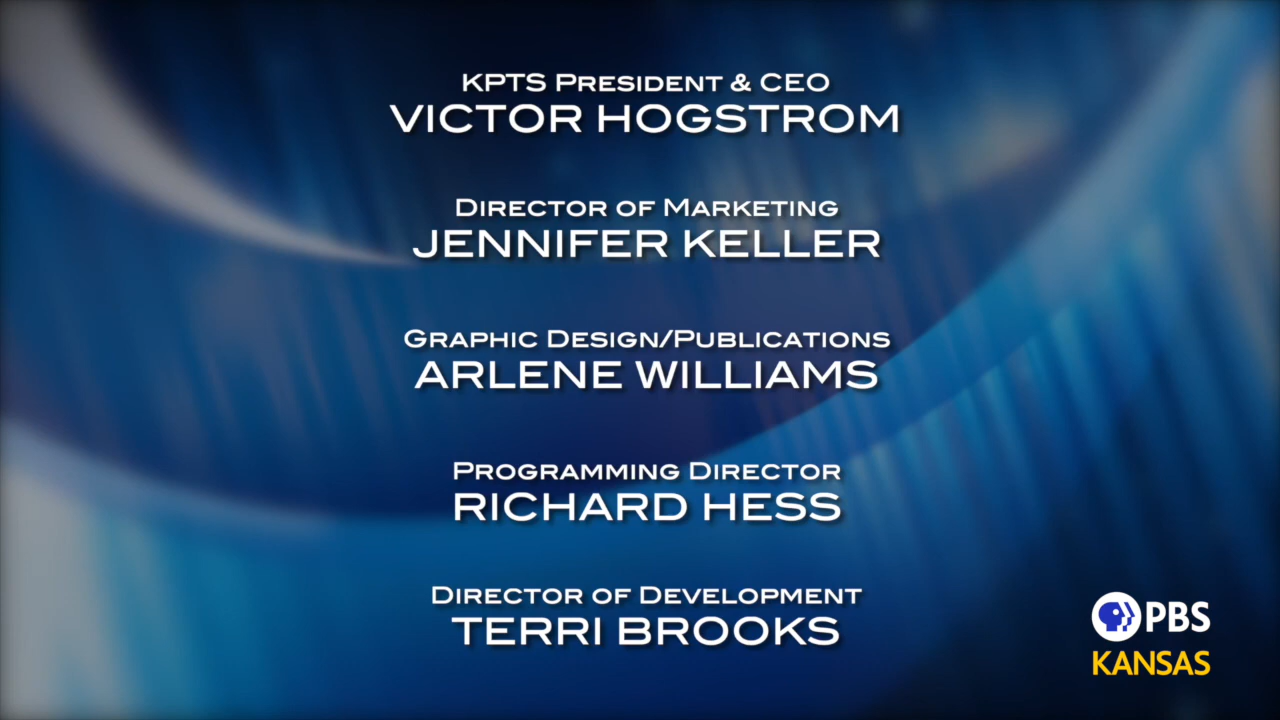 KPTS President & CEO
VICTOR HOGSTROM
Director of Marketing
JENNIFER KELLER
Graphic Design/Publications
ARLENE WILLIAMS
Programming Director
RICHARD HESS
Director of Development
TERRI BROOKS
PBS
KANSAS